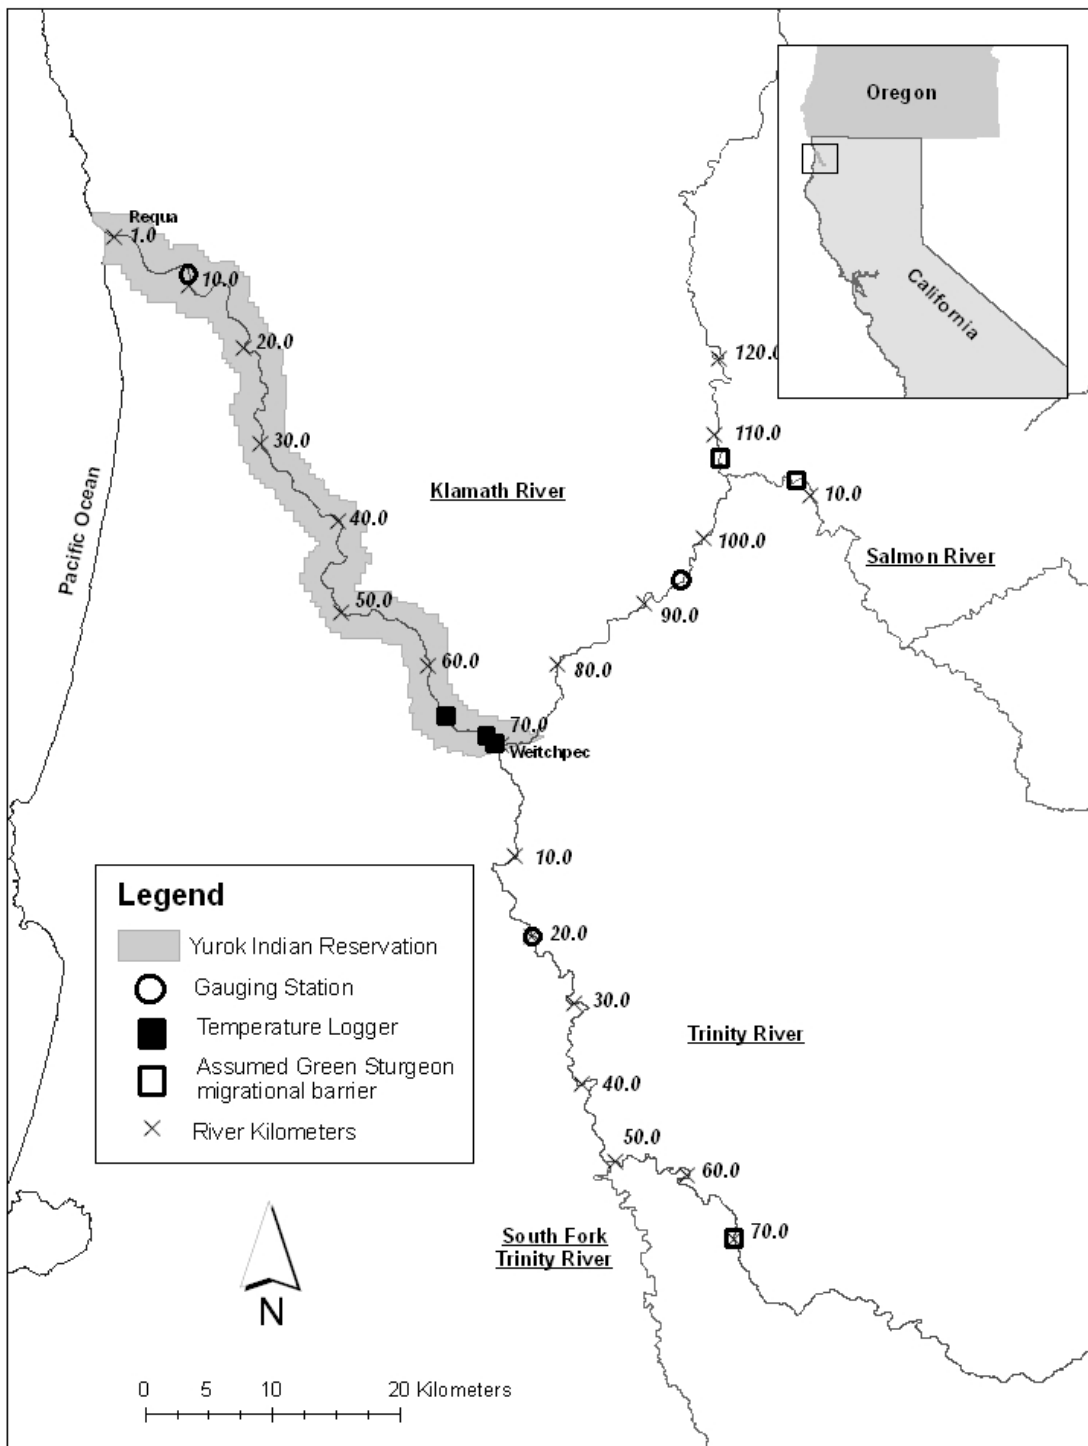 Oregon
California
Requa
1.0
10.0
20.0
30.0
40.0
50.0
60.0
70.0
Weitchpec
80.0
90.0
100.0
110.0
120.0
Klamath River
Pacific Ocean
10.0
Salmon River
10.0
20.0
30.0
40.0
50.0
60.0
70.0
Trinity River
South Fork
Trinity River
Legend
Yurok Indian Reservation
Gauging Station
Temperature Logger
Assumed Green Sturgeon
migrational barrier
River Kilometers
N
0 5 10 20 Kilometers